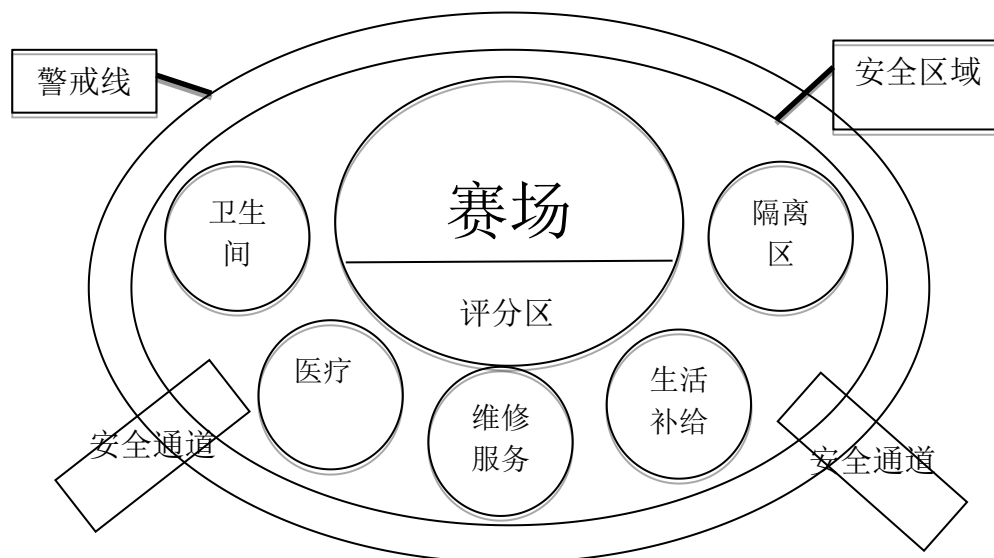 警戒线
安全区域
赛场
卫生
间
隔离
区
评分区
医疗
生活
补给
维修
服务
安全通道
安全通道